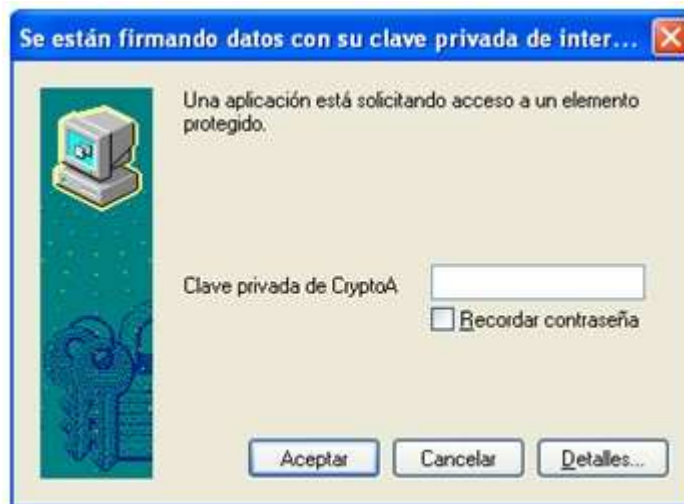 Se están firmando datos con su clave privada de inter...
Una aplicación está solicitando acceso a un elemento
protegido.
Clave privada de CryptoA
Recordar contraseña
Aceptar
Cancelar
Detalles...